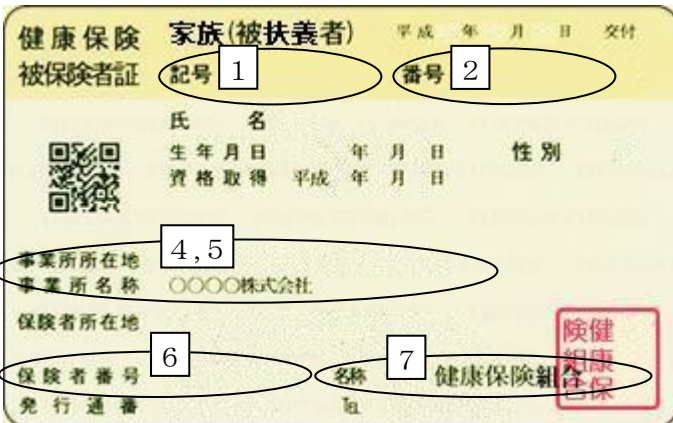 健康保険 家族(被扶養者) 平成 年 月 日 交付
被保険者証 記号 1 番号 2
氏 名
生年月日 年 月 日 性別
資格取得 平成 年 月 日
4,5
事業所所在地
事業所名称 〇〇〇〇株式会社
保険者所在地
6 7
保険者番号 名称 健康保険組合
発行通番 TEL
健康保険組合